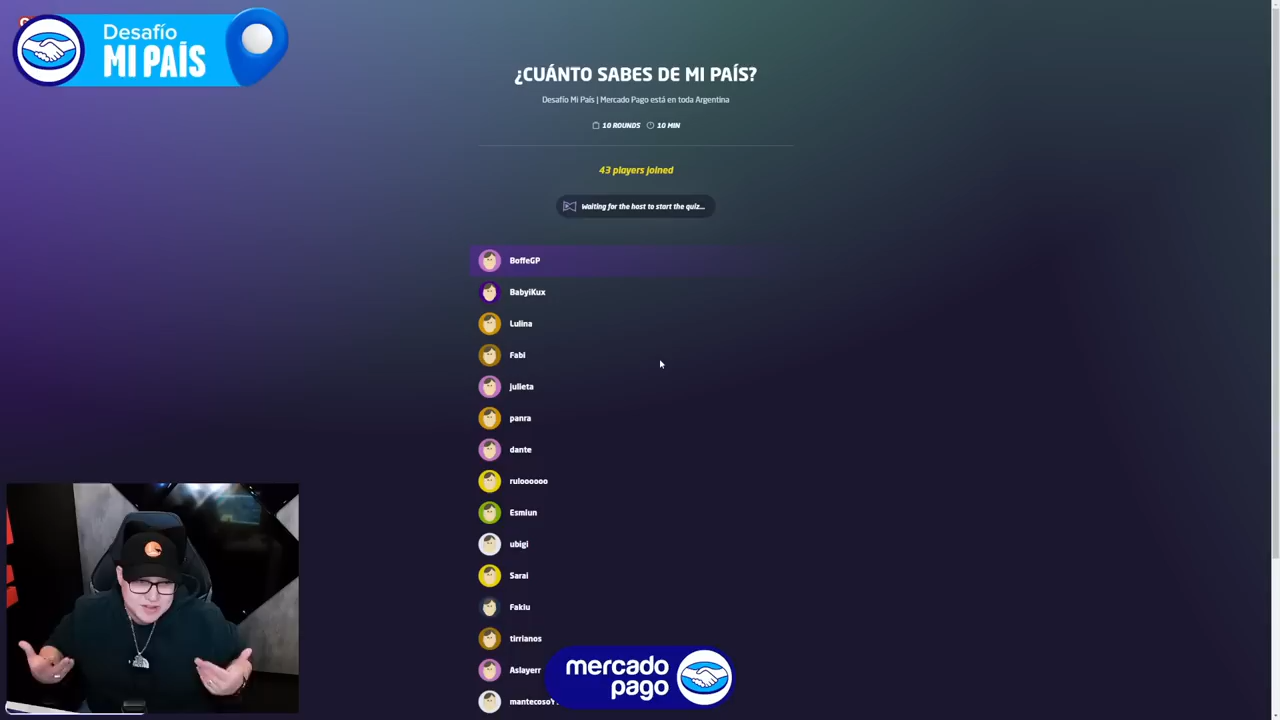 Desafío
MI PAÍS
¿CUÁNTO SABES DE MI PAÍS?
Desafío Mi País | Mercado Pago está en toda Argentina
10 ROUNDS 10 MIN
43 players joined
Waiting for the host to start the quiz...
BoffeGP
BabyiKux
Lulina
Fabi
julieta
panra
dante
ruloooooo
Esmiun
ubigi
Sarai
Fakiu
tirrianos
Aslayerr
mercado
pago